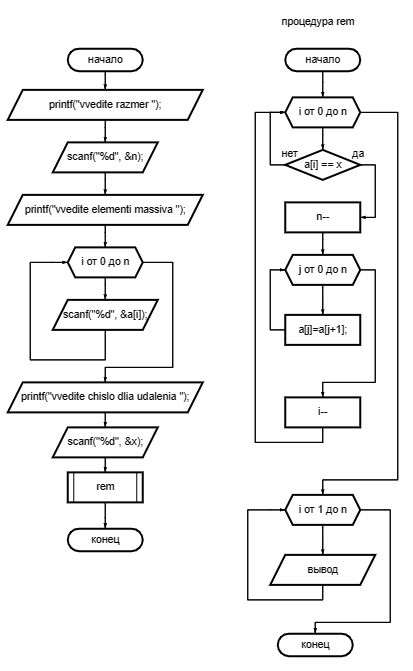 начало
printf("vvedite razmer ");
scanf("%d", &n);
printf("vvedite elementi massiva ");
i от 0 до n
scanf("%d", &a[i]);
printf("vvedite chislo dlia udalenia ");
scanf("%d", &x);
rem
конец
процедура rem
начало
i от 0 до n
нет
да
a[i] == x
n--
j от 0 до n
a[j]=a[j+1];
i--
i от 1 до n
вывод
конец